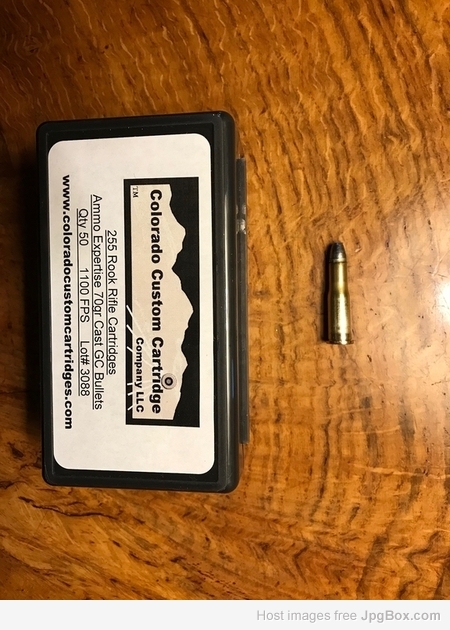 Colorado Custom Cartridge
Company LLC
TM
255 Rook Rifle Cartridges
Ammo Expertise 70gr Cast GC Bullets
Qty 50 1100 FPS Lot# 3088
www.coloradocustomcartridges.com
Host images free JpgBox.com